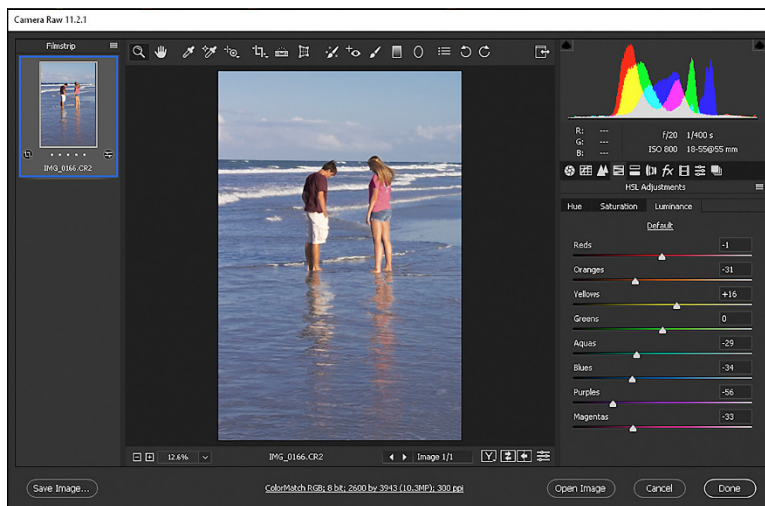 Camera Raw 11.2.1
Filmstrip
IMG_0166.CR2
R: ---
G: ---
B: ---
f/20 1/400 s
ISO 800 18-55@55 mm
HSL Adjustments
Hue Saturation Luminance
Default
Reds -1
Oranges -31
Yellows +16
Greens 0
Aquas -29
Blues -34
Purples -56
Magentas -33
12.6% IMG_0166.CR2 Image 1/1 Y
Save Image... ColorMatch RGB; 8 bit; 2600 by 3943 (10.3MP); 300 ppi Open Image Cancel Done